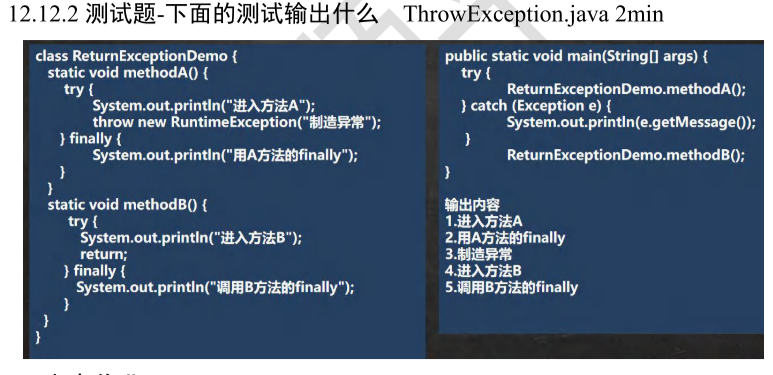 12.12.2 测试题-下面的测试输出什么 ThrowException.java 2min
class ReturnExceptionDemo {
static void methodA() {
try {
System.out.println("进入方法A");
throw new RuntimeException("制造异常");
} finally {
System.out.println("用A方法的finally");
}
}
static void methodB() {
try {
System.out.println("进入方法B");
return;
} finally {
System.out.println("调用B方法的finally");
}
}
}
public static void main(String[] args) {
try {
ReturnExceptionDemo.methodA();
} catch (Exception e) {
System.out.println(e.getMessage());
}
ReturnExceptionDemo.methodB();
}
输出内容
1.进入方法A
2.用A方法的finally
3.制造异常
4.进入方法B
5.调用B方法的finally